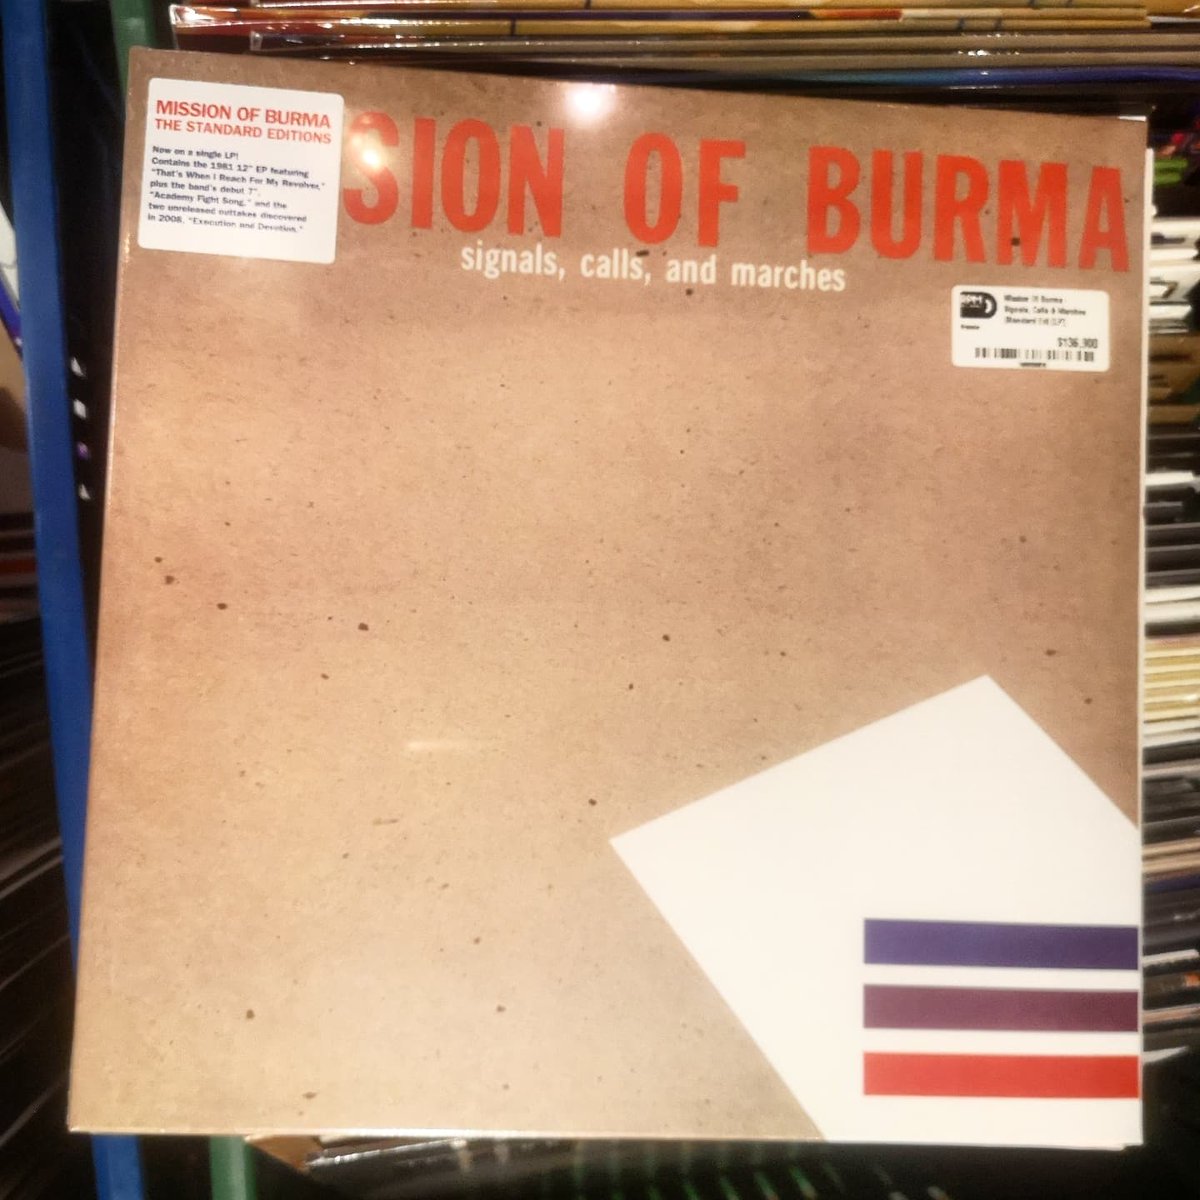 MISSION OF BURMA
THE STANDARD EDITIONS
Now on a single LP!
Contains the 1981 12" EP featuring
"That's When I Reach For My Revolver,"
plus the band's debut 7",
"Academy Fight Song," and the
two unreleased outtakes discovered
in 2008, "Execution and Devotion."
SION OF BURMA
signals, calls, and marches
Mission Of Burma -
Signals, Calls & Marches
$136,900